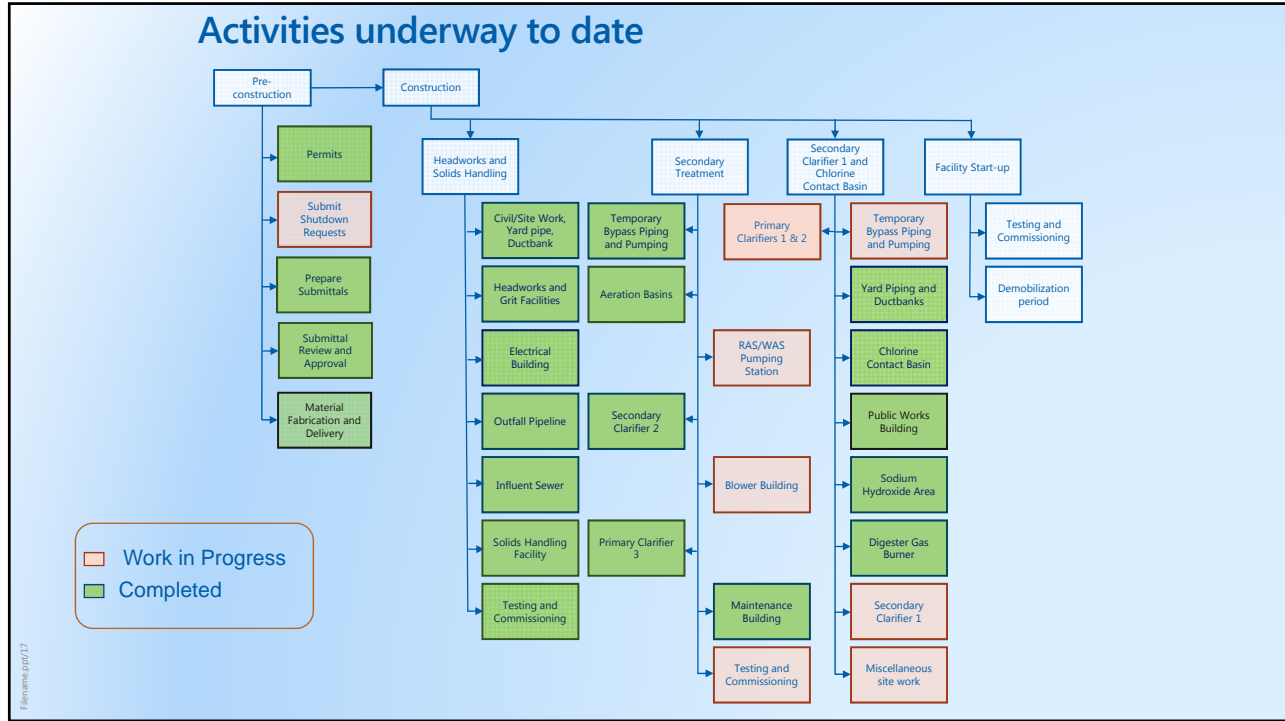 Activities underway to date
Pre-
construction
Construction
Permits
Submit
Shutdown
Requests
Prepare
Submittals
Submittal
Review and
Approval
Material
Fabrication and
Delivery
Headworks and
Solids Handling
Civil/Site Work,
Yard pipe,
Ductbank
Headworks and
Grit Facilities
Electrical
Building
Outfall Pipeline
Influent Sewer
Solids Handling
Facility
Testing and
Commissioning
Secondary
Treatment
Temporary
Bypass Piping
and Pumping
Aeration Basins
RAS/WAS
Pumping
Station
Secondary
Clarifier 2
Blower Building
Primary Clarifier
3
Maintenance
Building
Testing and
Commissioning
Secondary
Clarifier 1 and
Chlorine
Contact Basin
Primary
Clarifiers 1 & 2
Temporary
Bypass Piping
and Pumping
Yard Piping and
Ductbanks
Chlorine
Contact Basin
Public Works
Building
Sodium
Hydroxide Area
Digester Gas
Burner
Secondary
Clarifier 1
Miscellaneous
site work
Facility Start-up
Testing and
Commissioning
Demobilization
period
Work in Progress
Completed
Filename.ppt/17